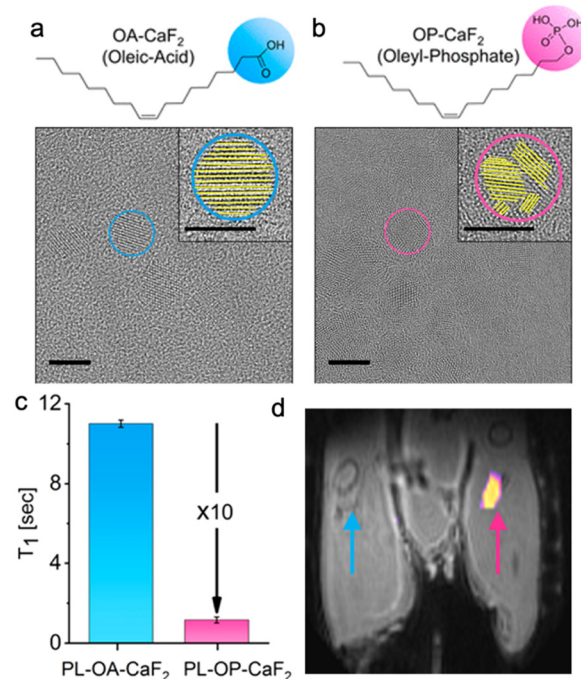 a
OA-CaF₂
(Oleic-Acid)
OH
O
b
OP-CaF₂
(Oleyl-Phosphate)
HO OH
P
O O
c
T₁ [sec]
12
8
4
0
x10
PL-OA-CaF₂
PL-OP-CaF₂
d